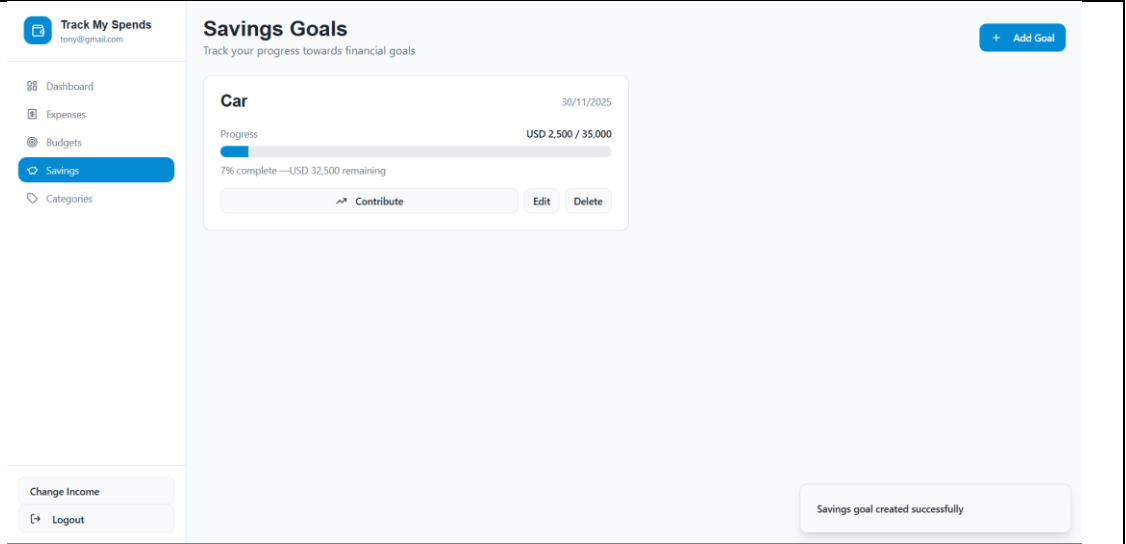 Track My Spends
tony@gmail.com
Dashboard
Expenses
Budgets
Savings
Categories
Change Income
Logout
Savings Goals
Track your progress towards financial goals
+ Add Goal
Car
30/11/2025
Progress
USD 2,500 / 35,000
7% complete —USD 32,500 remaining
Contribute
Edit
Delete
Savings goal created successfully